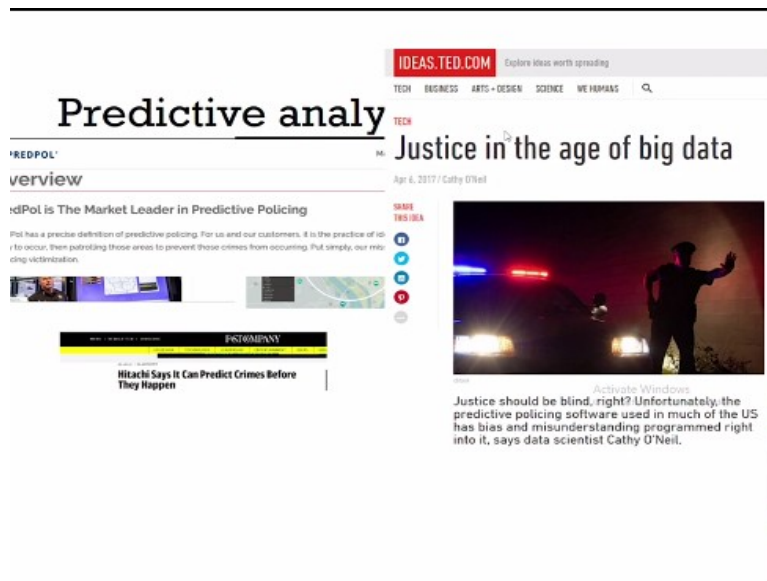 Predictive analy
PREDPOL
verview
edPol is The Market Leader in Predictive Policing
Pol has a precise definition of predictive policing. For us and our customers, it is the practice of id
to occur, then patrolling those areas to prevent those crimes from occurring. Put simply, our mis
cing victimization.
FAST COMPANY
Hitachi Says It Can Predict Crimes Before
They Happen
IDEAS.TED.COM
Explore ideas worth spreading
TECH BUSINESS ARTS + DESIGN SCIENCE WE HUMANS
TECH
Justice in the age of big data
Apr 6, 2017 / Cathy O'Neil
SHARE
THIS IDEA
Activate Windows
Justice should be blind, right? Unfortunately, the
predictive policing software used in much of the US
has bias and misunderstanding programmed right
into it, says data scientist Cathy O'Neil.